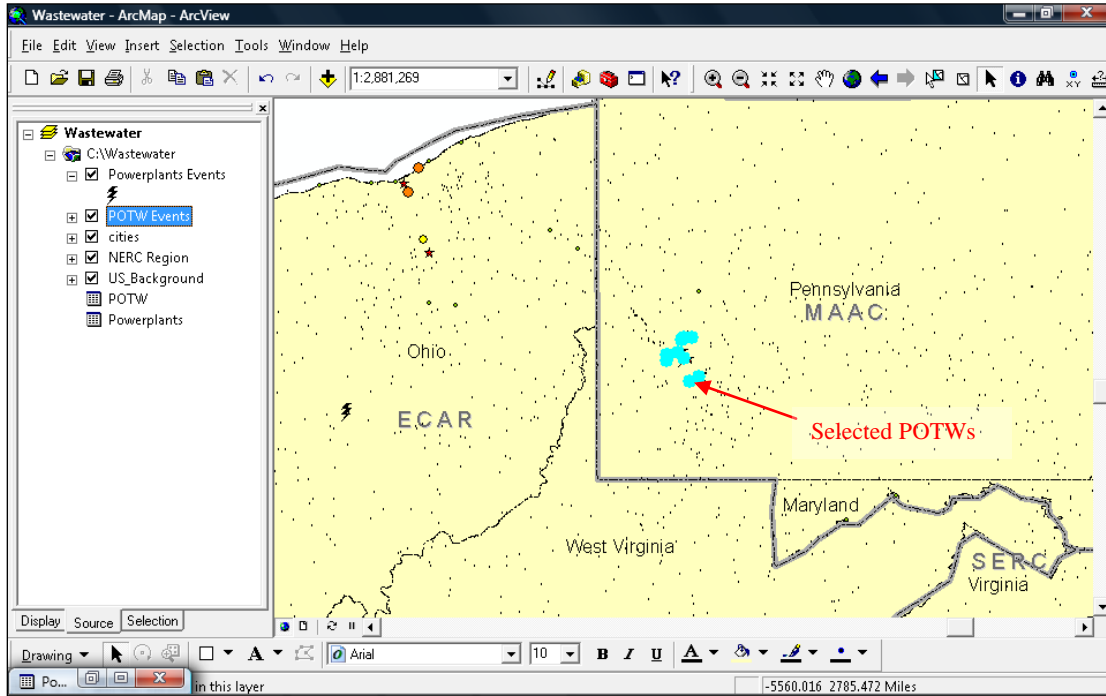 Wastewater - ArcMap - ArcView
File Edit View Insert Selection Tools Window Help
1:2,881,269
Wastewater
C:\Wastewater
Powerplants Events
POTW Events
cities
NERC Region
US_Background
POTW
Powerplants
Pennsylvania
MAAC
Ohio
ECAR
Selected POTWs
Maryland
West Virginia
SERC
Virginia
Display Source Selection
Drawing A Arial 10 B I U A
Po... in this layer
-5560.016 2785.472 Miles